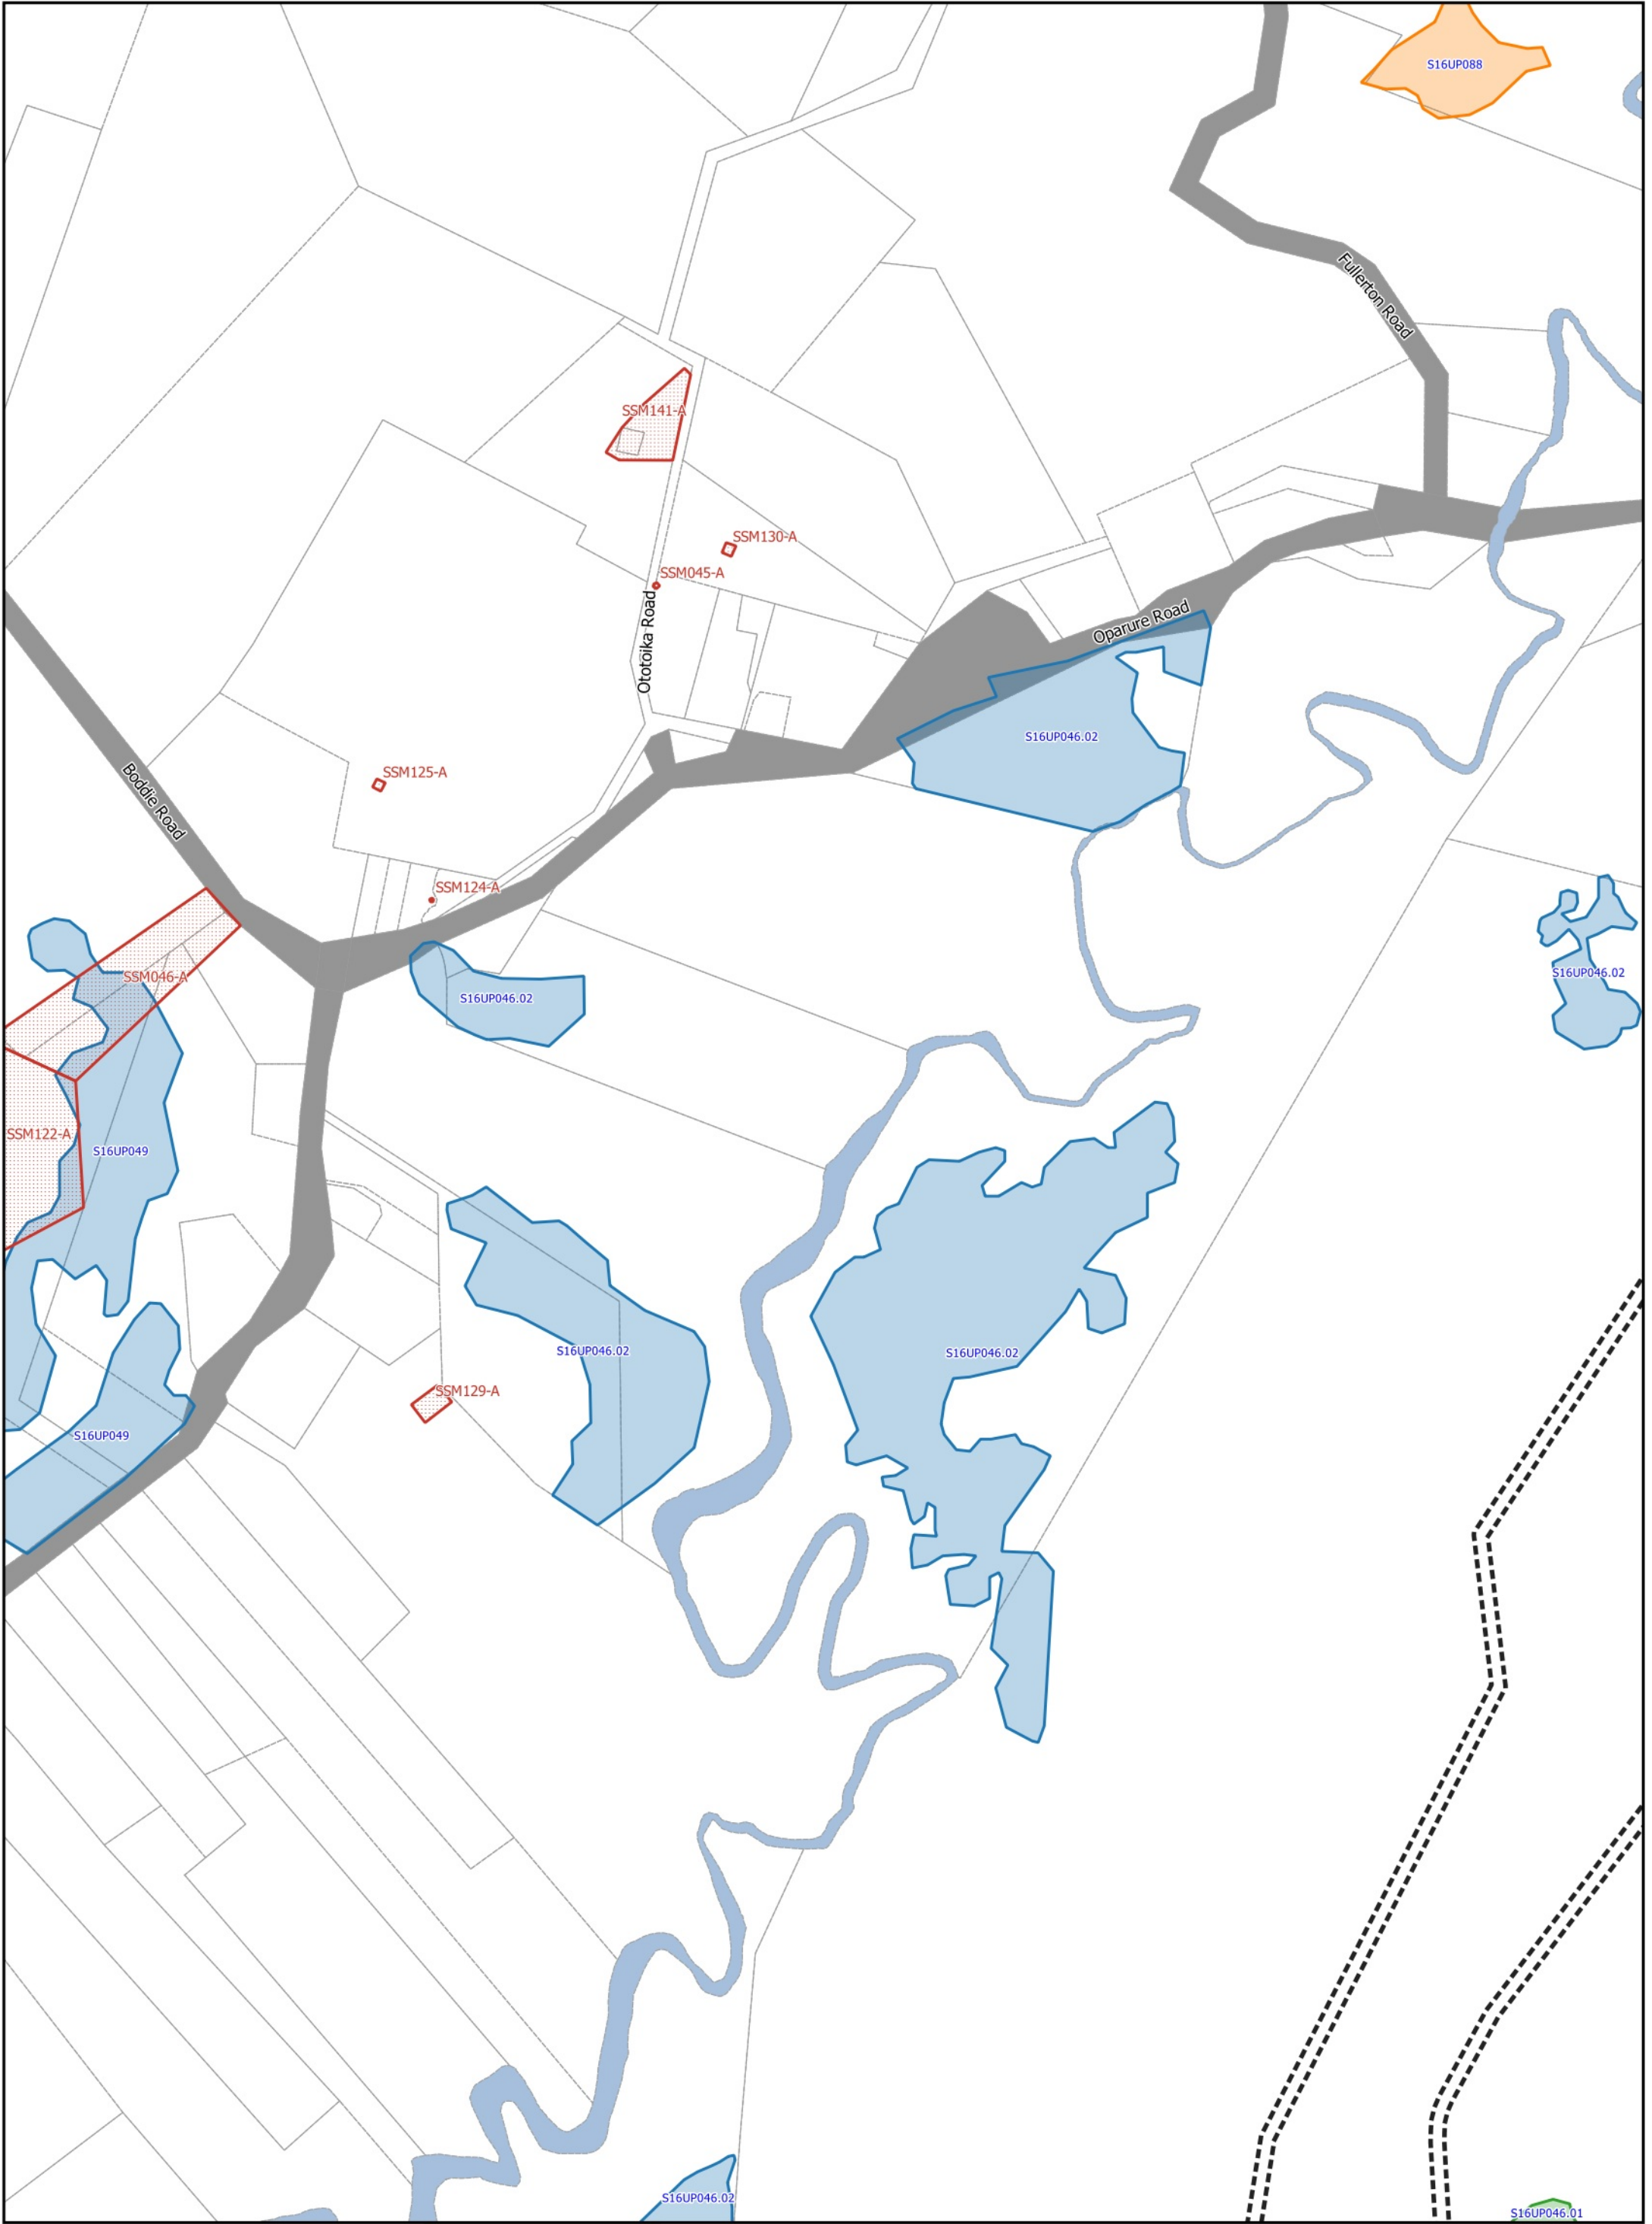 S16UP088
Fullerton Road
SSM141-A
SSM130-A
SSM045-A
Ototoika Road
Oparure Road
S16UP046.02
SSM125-A
Boddie Road
SSM124-A
SSM046-A
S16UP046.02
S16UP046.02
SSM122-A
S16UP049
S16UP046.02
S16UP046.02
SSM129-A
S16UP049
S16UP046.02
S16UP046.01